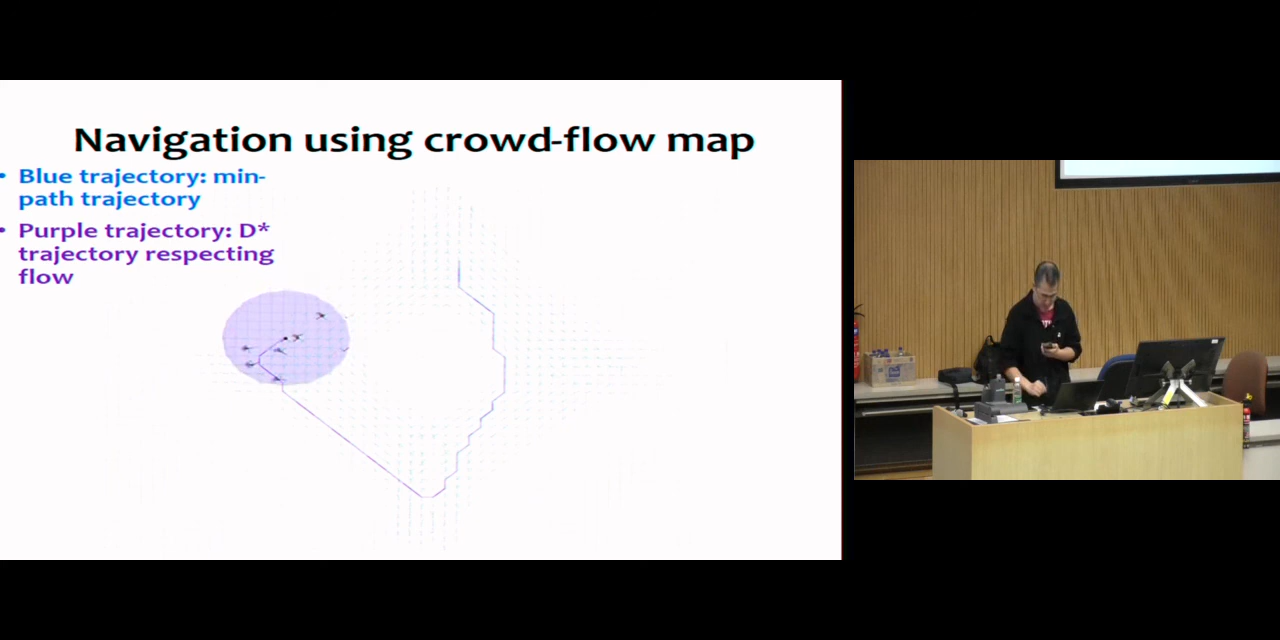 Navigation using crowd-flow map
• Blue trajectory: min-
path trajectory
• Purple trajectory: D*
trajectory respecting
flow